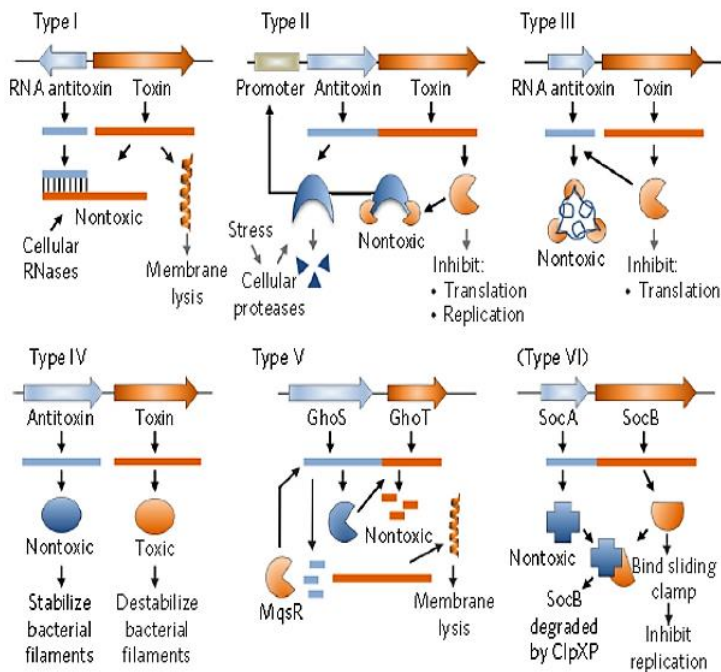 Type I
RNA antitoxin
Toxin
Nontoxic
Cellular
RNases
Membrane
lysis
Type II
Promoter
Antitoxin
Toxin
Stress
Nontoxic
Cellular
proteases
Inhibit:
• Translation
• Replication
Type III
RNA antitoxin
Toxin
Nontoxic
Inhibit:
• Translation
Type IV
Antitoxin
Toxin
Nontoxic
Toxic
Stabilize
bacterial
filaments
Destabilize
bacterial
filaments
Type V
GhoS
GhoT
Nontoxic
MqsR
Membrane
lysis
(Type VI)
SocA
SocB
Nontoxic
Bind sliding
clamp
SocB
degraded
by ClpXP
Inhibit
replication